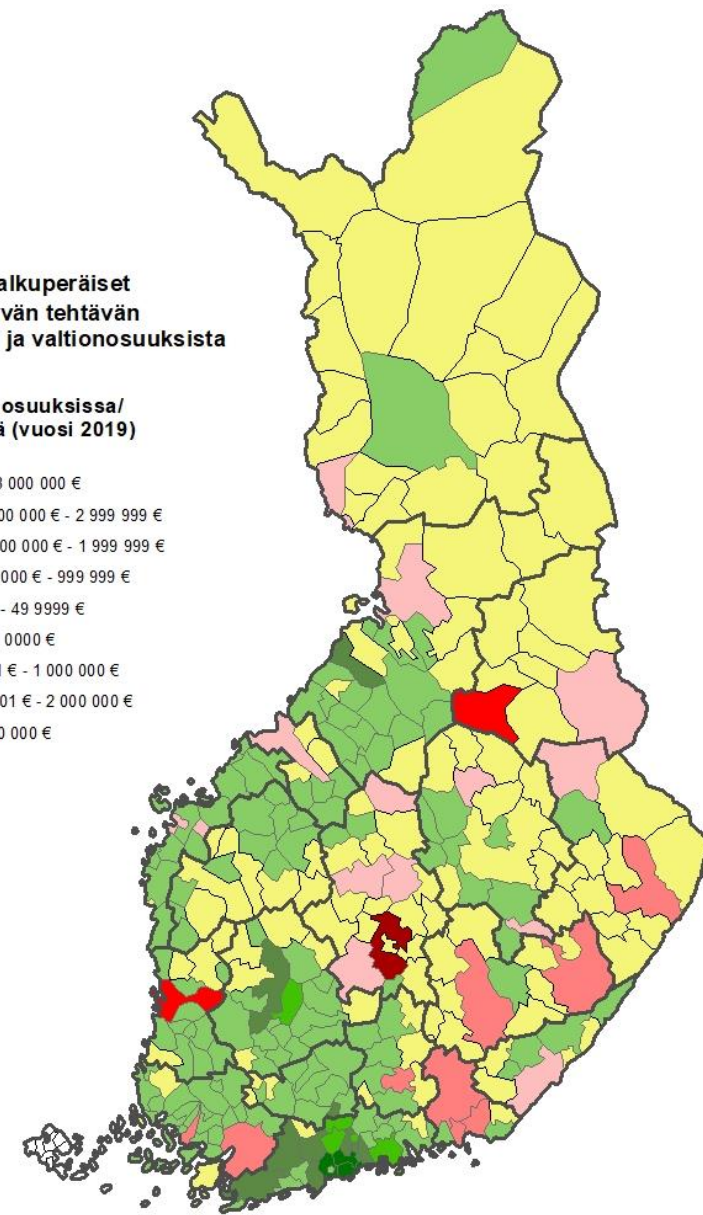 alkuperäiset
vän tehtävän
ja valtionosuuksista
osuuksissa/
ä (vuosi 2019)
3 000 000 €
00 000 € - 2 999 999 €
00 000 € - 1 999 999 €
000 € - 999 999 €
- 49 9999 €
0000 €
€ - 1 000 000 €
01 € - 2 000 000 €
0 000 €